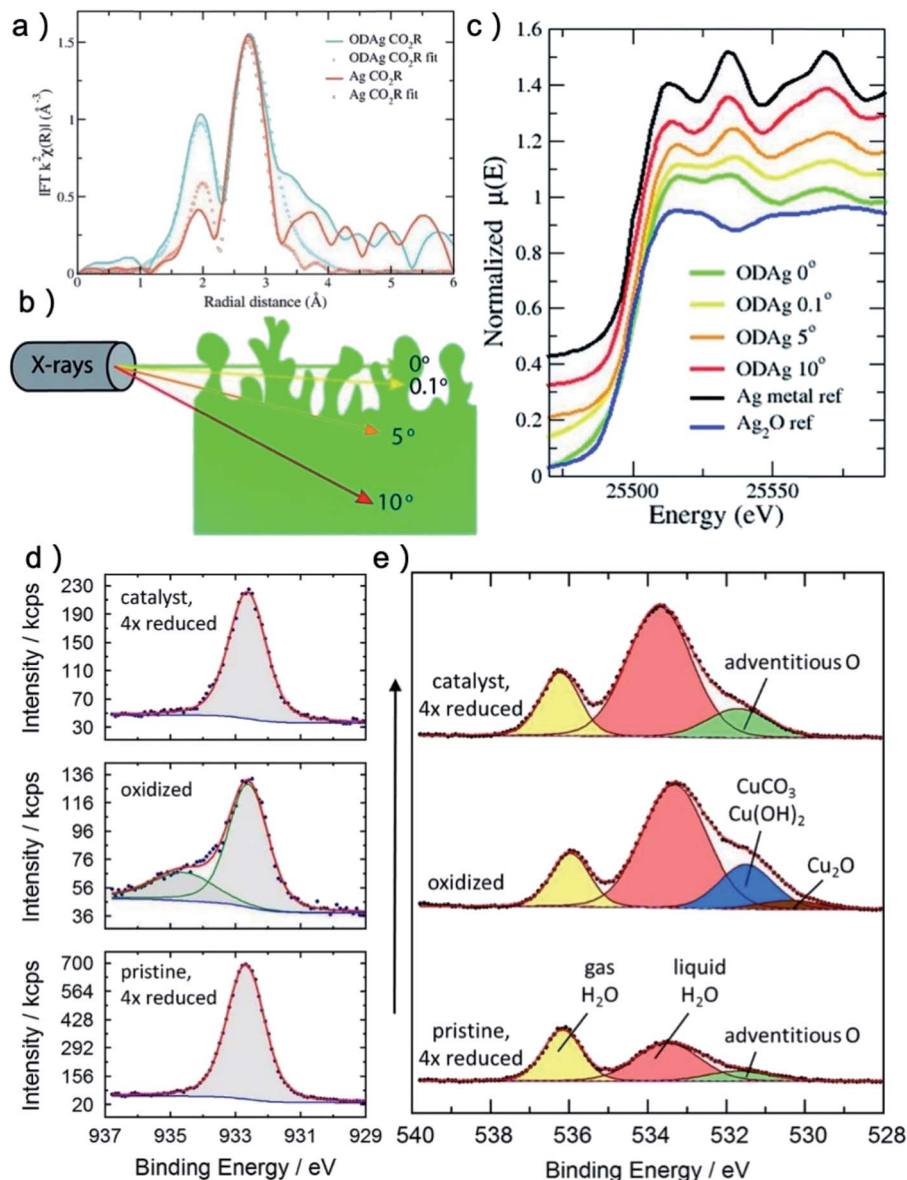 a )
ODAg CO₂R
ODAg CO₂R fit
Ag CO₂R
Ag CO₂R fit
1.5
1
0.5
0
|FT k²χ(R)| (Å⁻³)
0 1 2 3 4 5 6
Radial distance (Å)
b )
X-rays
0°
0.1°
5°
10°
c )
1.4
1.2
1
0.8
0.6
0.4
0.2
0
Normalized μ(E)
ODAg 0°
ODAg 0.1°
ODAg 5°
ODAg 10°
Ag metal ref
Ag₂O ref
25500 25550
Energy (eV)
d )
catalyst,
4x reduced
230
190
150
110
70
30
Intensity / kcps
oxidized
136
116
96
76
56
36
Intensity / kcps
pristine,
4x reduced
700
564
428
292
156
20
Intensity / kcps
937 935 933 931 929
Binding Energy / eV
e )
catalyst,
4x reduced
adventitious O
oxidized
CuCO₃
Cu(OH)₂
Cu₂O
pristine,
4x reduced
gas
H₂O
liquid
H₂O
adventitious O
540 538 536 534 532 530 528
Binding Energy / eV